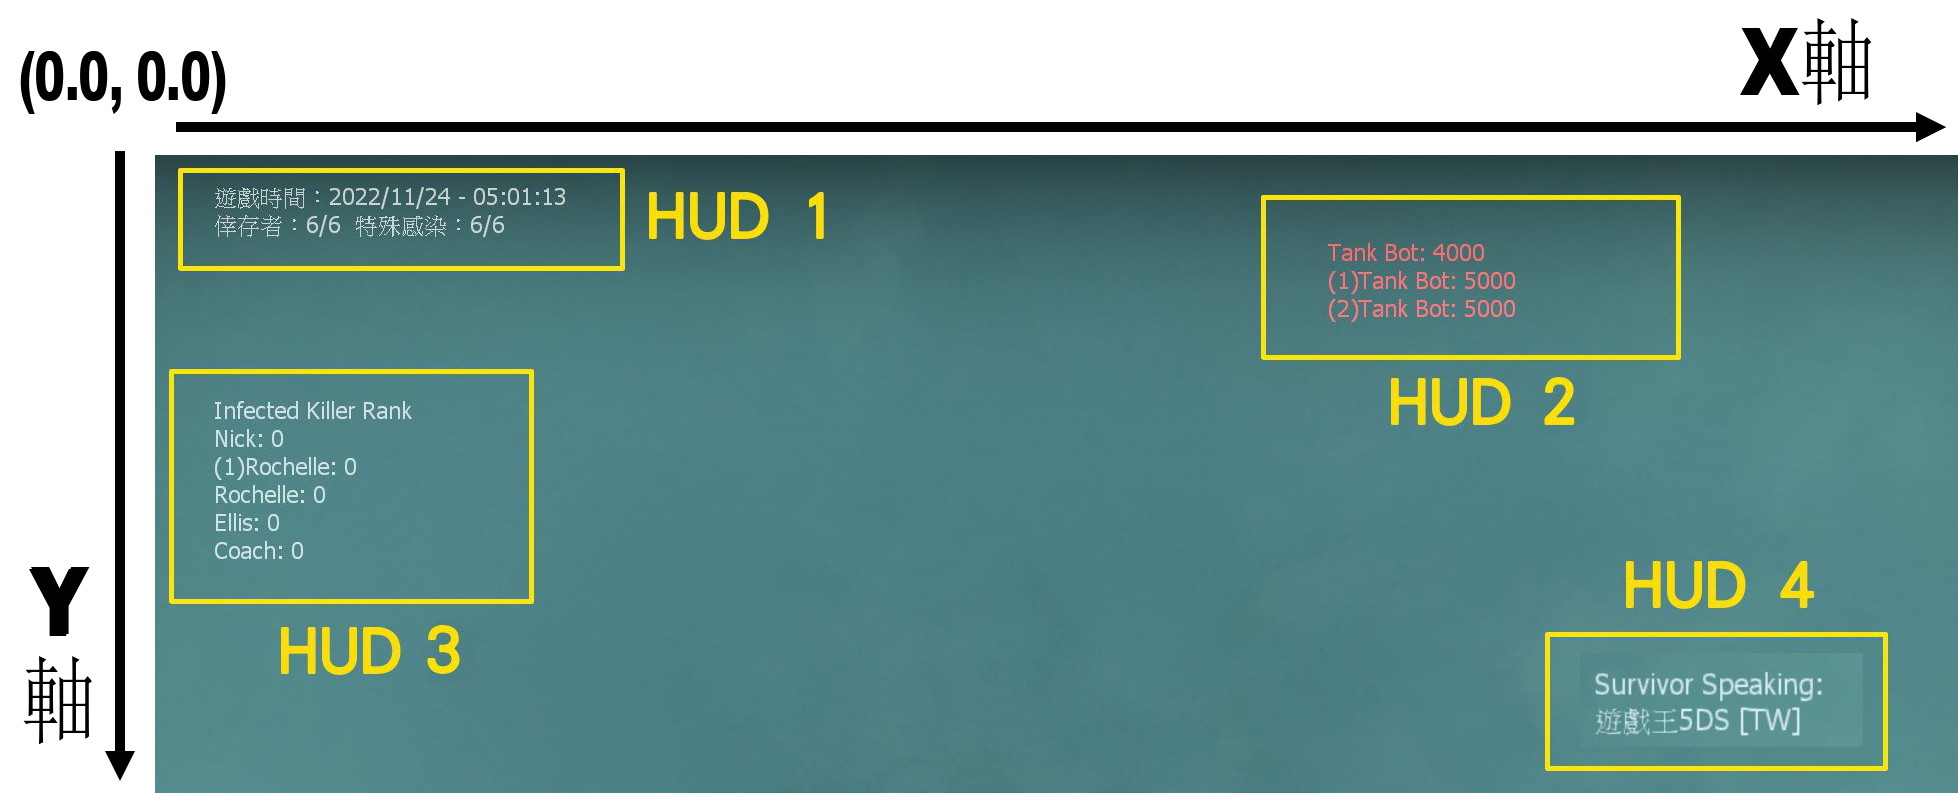 (0.0, 0.0)
X軸
遊戲時間：2022/11/24 - 05:01:13
倖存者：6/6 特殊感染：6/6
HUD 1
Tank Bot: 4000
(1)Tank Bot: 5000
(2)Tank Bot: 5000
HUD 2
Infected Killer Rank
Nick: 0
(1)Rochelle: 0
Rochelle: 0
Ellis: 0
Coach: 0
HUD 3
Y
軸
HUD 4
Survivor Speaking:
遊戲王5DS [TW]